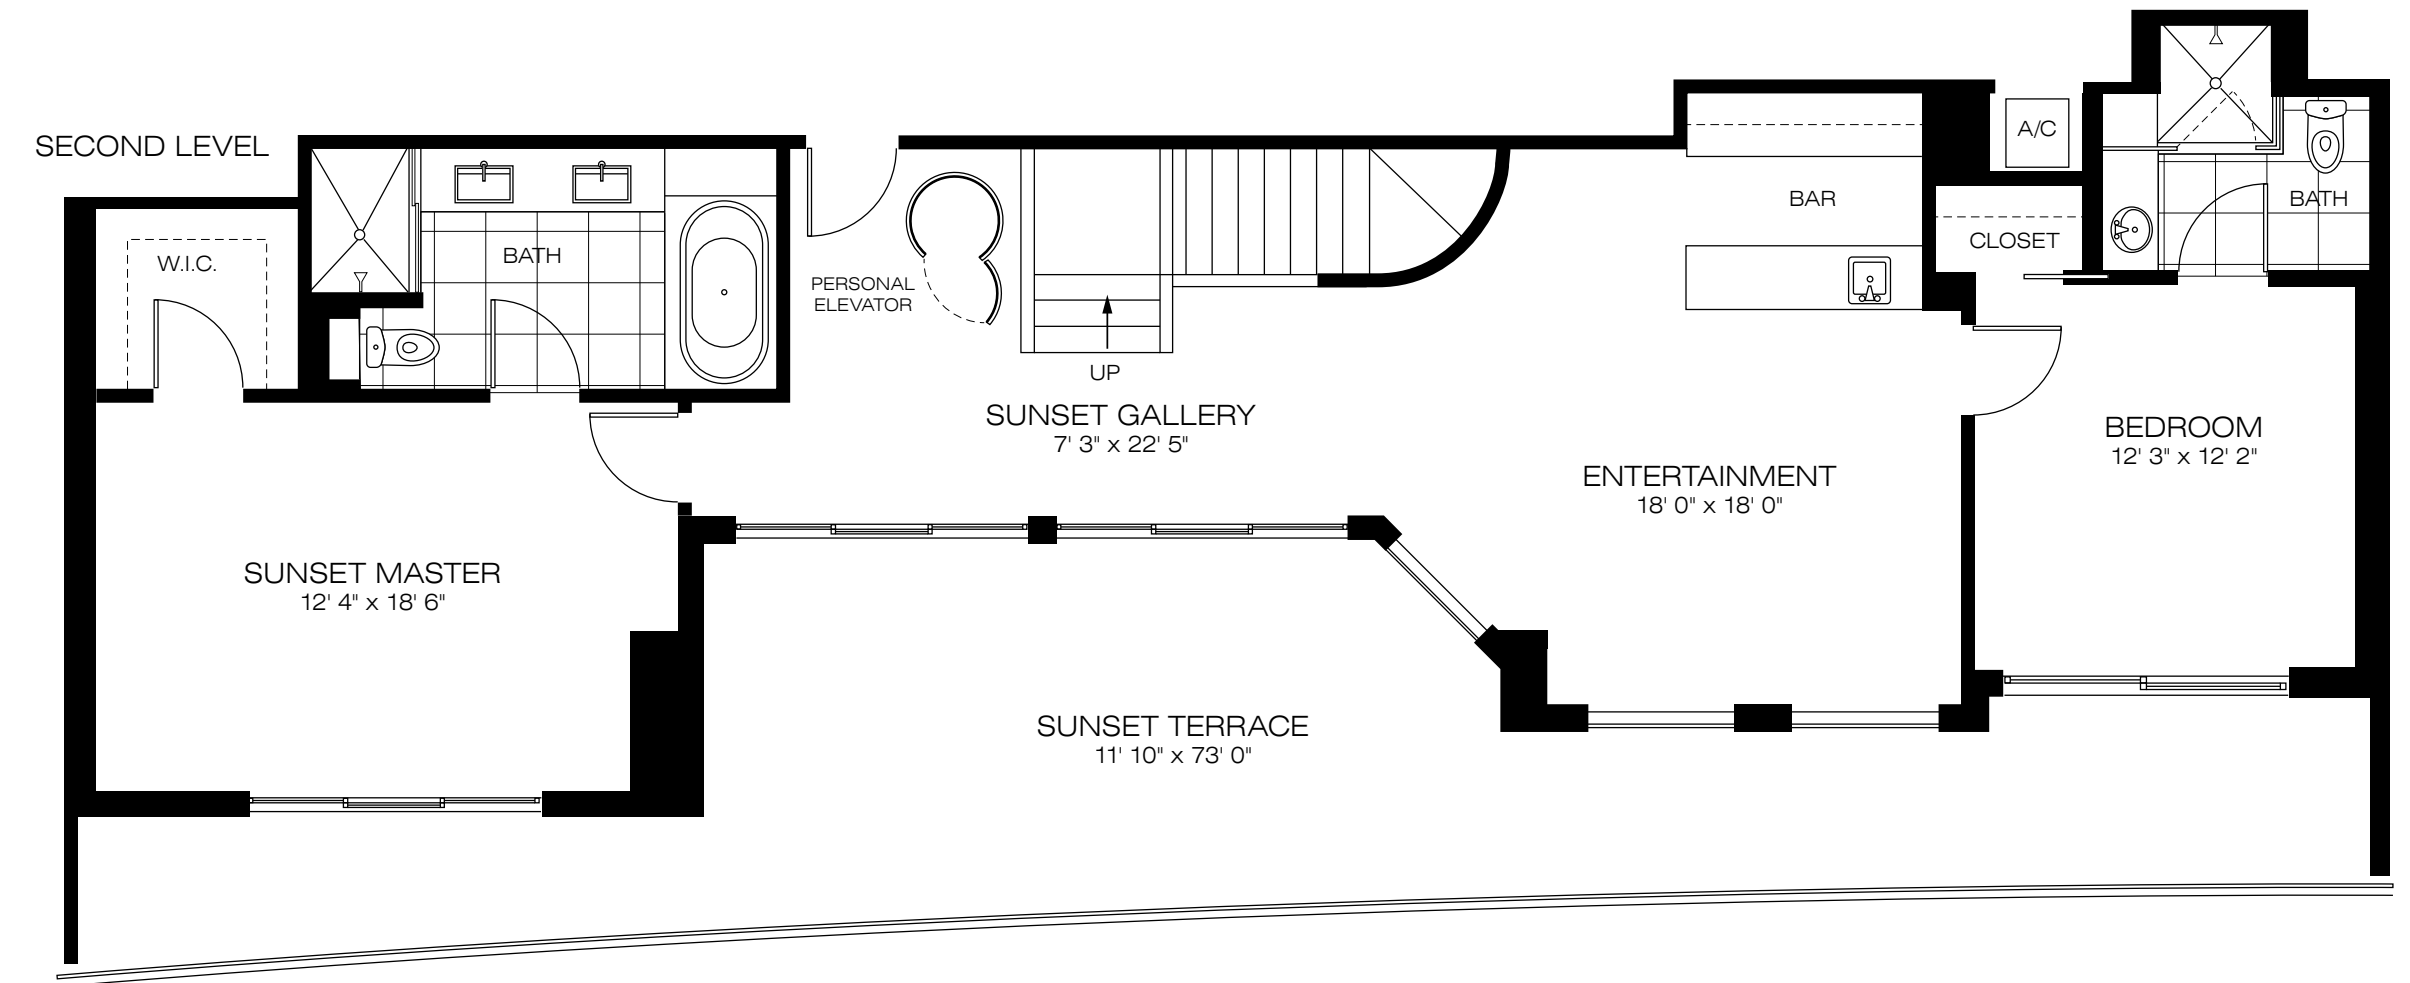 SECOND LEVEL
W.I.C.
BATH
PERSONAL
ELEVATOR
UP
SUNSET GALLERY
7' 3" x 22' 5"
BAR
A/C
CLOSET
BATH
BEDROOM
12' 3" x 12' 2"
ENTERTAINMENT
18' 0" x 18' 0"
SUNSET MASTER
12' 4" x 18' 6"
SUNSET TERRACE
11' 10" x 73' 0"